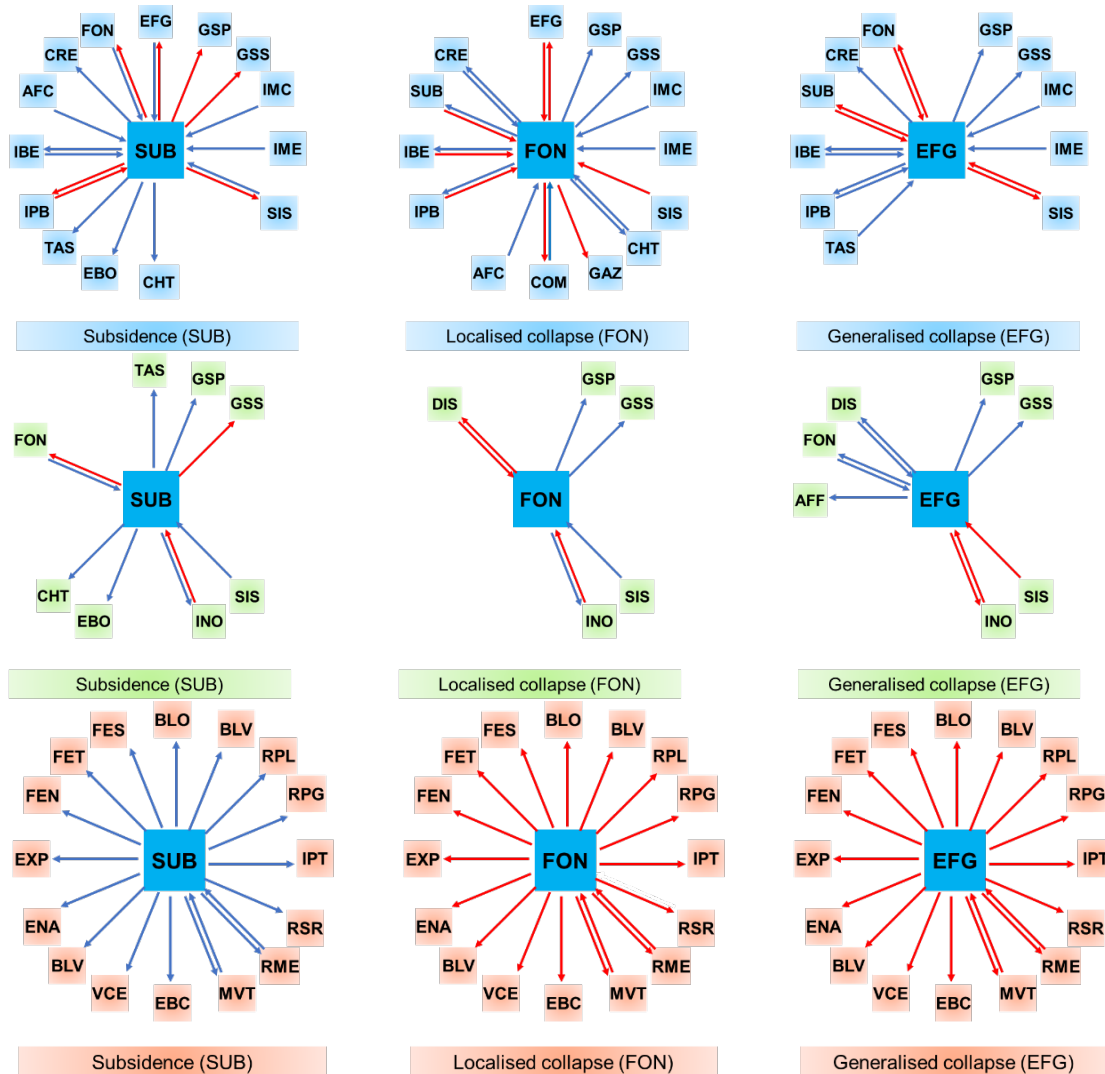 FON EFG GSP
CRE GSS
AFC IMC
IBE SUB IME
IPB SIS
TAS EBO CHT
EFG GSP
CRE GSS
SUB IMC
IBE FON IME
IPB SIS
CHT
AFC COM GAZ
FON GSP
CRE GSS
SUB IMC
IBE EFG IME
IPB SIS
TAS
Subsidence (SUB)
Localised collapse (FON)
Generalised collapse (EFG)
TAS GSP
GSS
FON
SUB
CHT SIS
EBO INO
GSP
DIS GSS
FON
SIS
INO
GSP
DIS GSS
FON
AFF EFG
SIS
INO
Subsidence (SUB)
Localised collapse (FON)
Generalised collapse (EFG)
FES BLO BLV
FET RPL
FEN RPG
EXP SUB IPT
ENA RSR
BLV RME
VCE EBC MVT
FES BLO BLV
FET RPL
FEN RPG
EXP FON IPT
ENA RSR
BLV RME
VCE EBC MVT
FES BLO BLV
FET RPL
FEN RPG
EXP EFG IPT
ENA RSR
BLV RME
VCE EBC MVT
Subsidence (SUB)
Localised collapse (FON)
Generalised collapse (EFG)